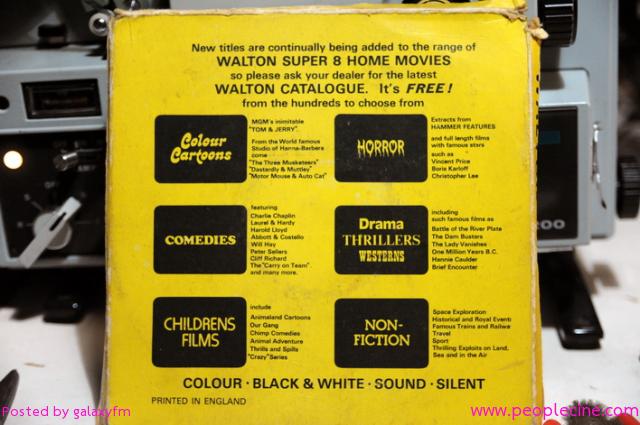 New titles are continually being added to the range of
WALTON SUPER 8 HOME MOVIES
so please ask your dealer for the latest
WALTON CATALOGUE. It's FREE!
from the hundreds to choose from
Colour
Cartoons
MGM's inimitable
"TOM & JERRY".
From the World famous
Studio of Hanna-Barbera
come
"The Three Musketeers"
"Dastardly & Muttley"
"Motor Mouse & Auto Cat"
HORROR
Extracts from
HAMMER FEATURES
and full length films
with famous stars
such as
Vincent Price
Boris Karloff
Christopher Lee
COMEDIES
featuring
Charlie Chaplin
Laurel & Hardy
Harold Lloyd
Abbott & Costello
Will Hay
Peter Sellers
Cliff Richard
The "Carry on Team"
and many more.
Drama
THRILLERS
WESTERNS
including
such famous films as
Battle of the River Plate
The Dam Busters
The Lady Vanishes
One Million Years B.C.
Hannie Caulder
Brief Encounter
CHILDRENS
FILMS
include
Animaland Cartoons
Our Gang
Chimp Comedies
Animal Adventure
Thrills and Spills
"Crazy" Series
NON-
FICTION
Space Exploration
Historical and Royal Events
Famous Trains and Railwa
Travel
Sport
Thrilling Exploits on Land,
Sea and in the Air
COLOUR · BLACK & WHITE · SOUND · SILENT
PRINTED IN ENGLAND
Posted by galaxyfm
www.peoplecine.com